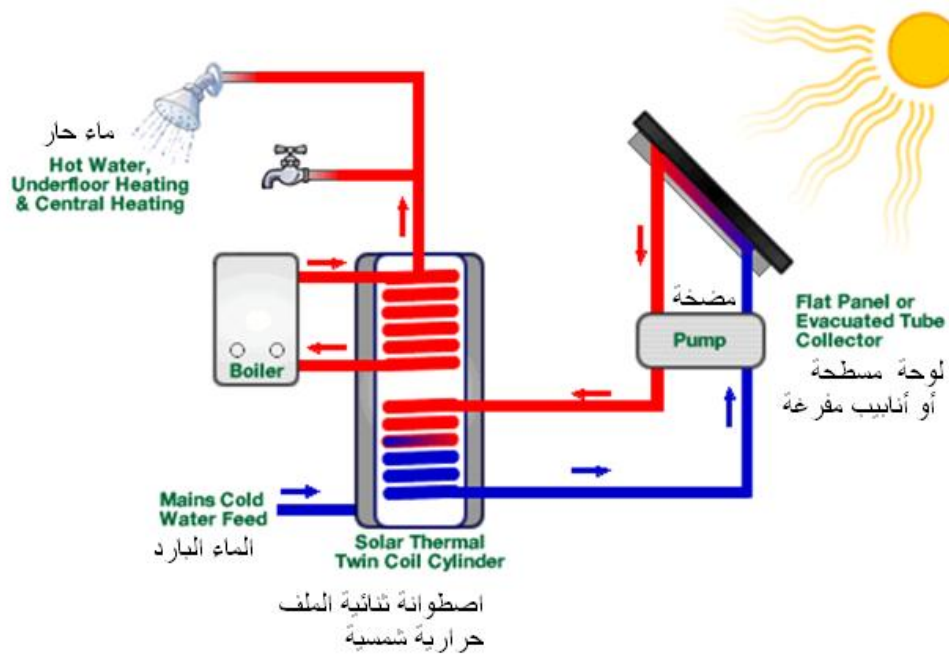 ماء حار
Hot Water,
Underfloor Heating
& Central Heating
Boiler
مضخة
Pump
Flat Panel or
Evacuated Tube
Collector
لوحة مسطحة
أو أنابيب مفرغة
Mains Cold
Water Feed
الماء البارد
Solar Thermal
Twin Coil Cylinder
اصطوانة ثنائية الملف
حرارية شمسية